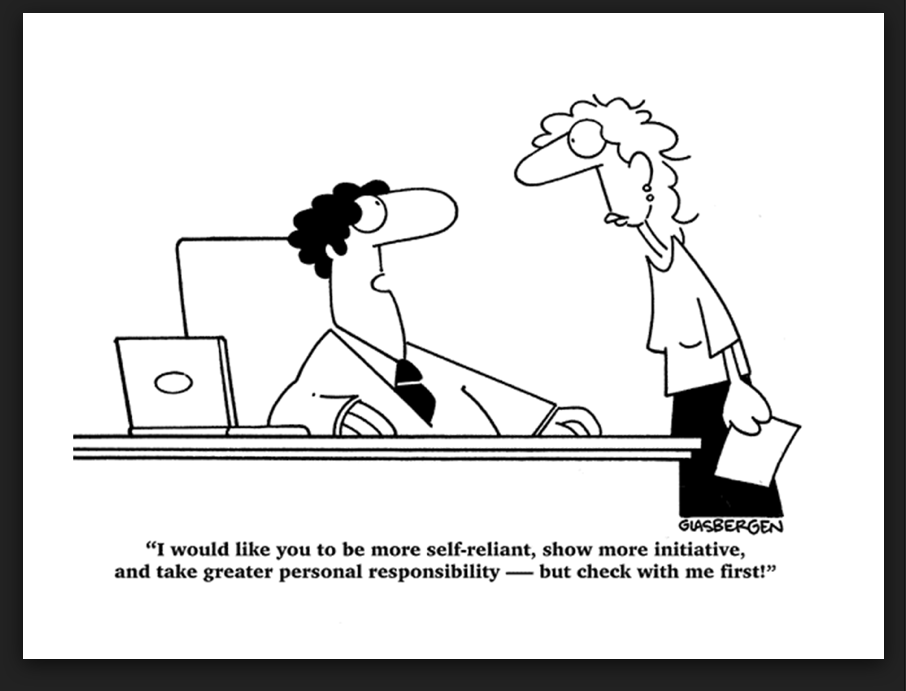 GLASBERGEN
“I would like you to be more self-reliant, show more initiative,
and take greater personal responsibility — but check with me first!”